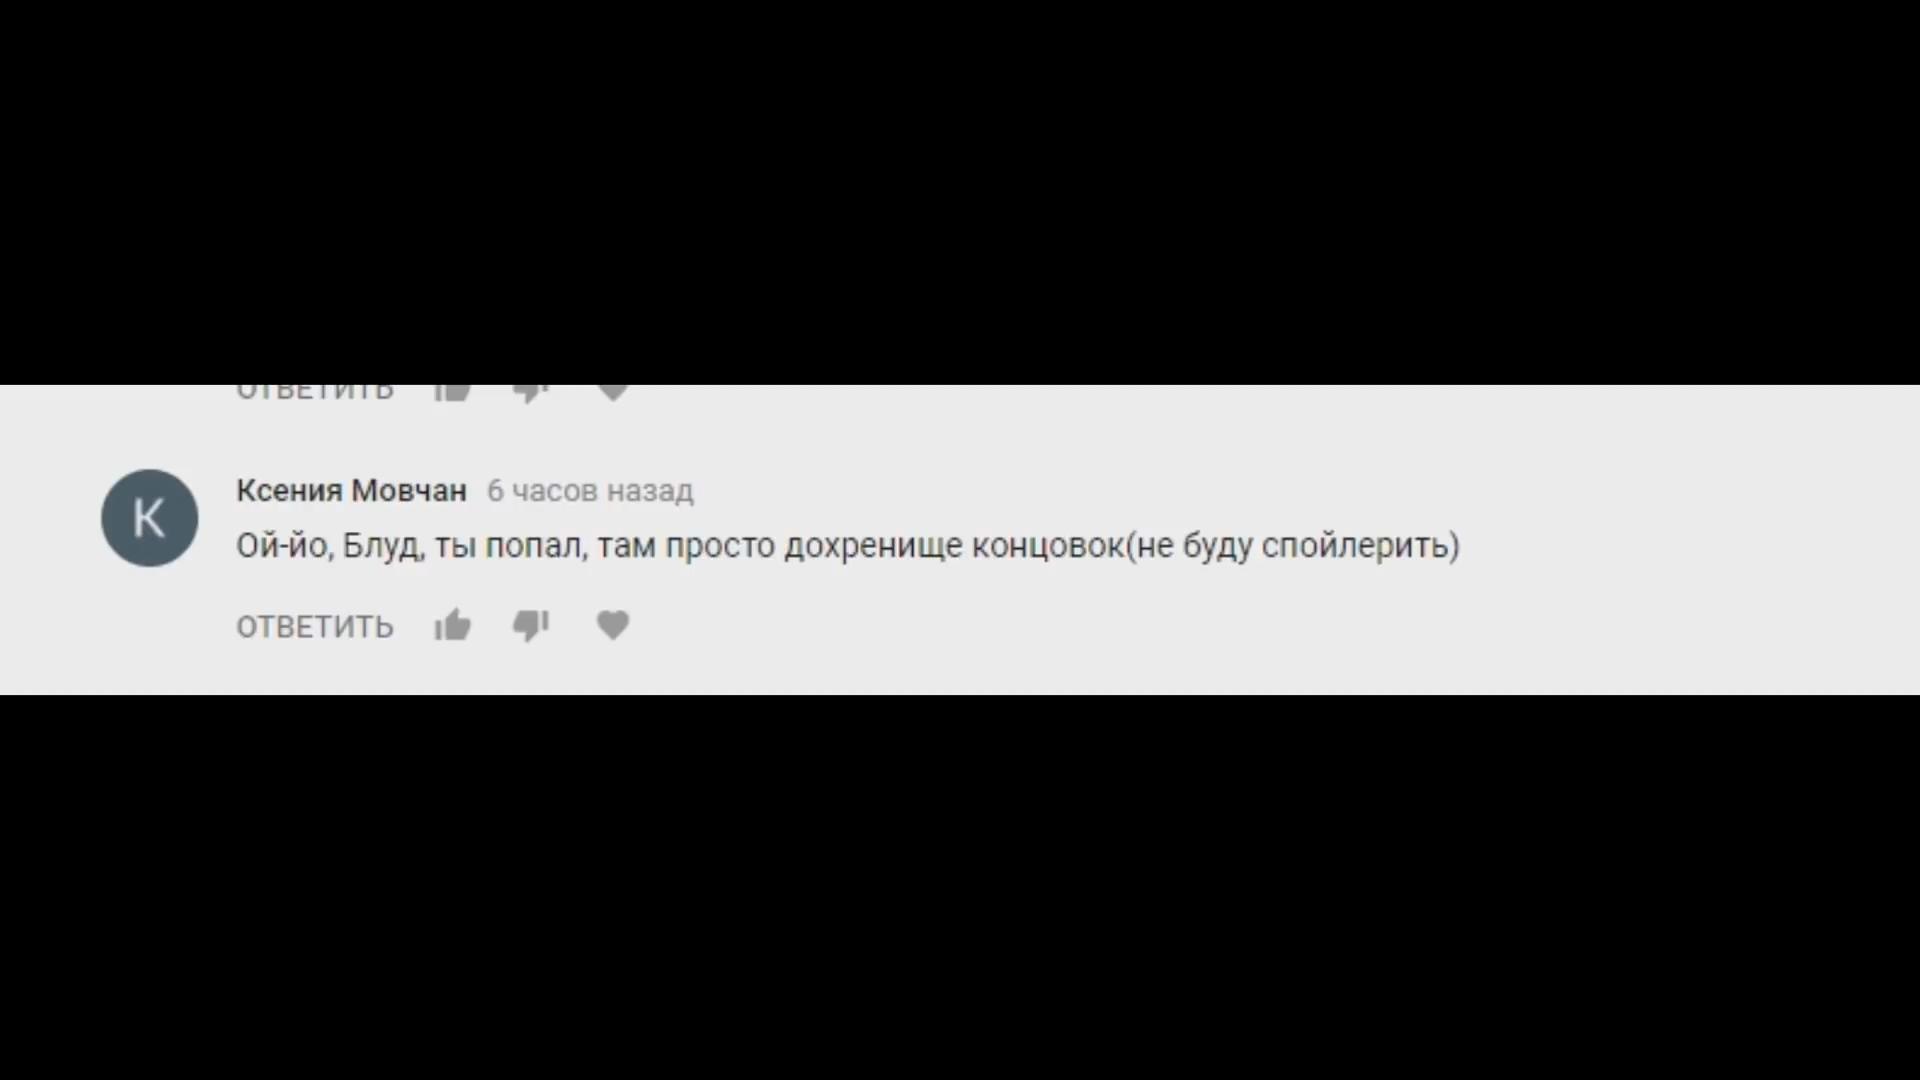 ОТВЕТИТЬ
К
Ксения Мовчан 6 часов назад
Ой-йо, Блуд, ты попал, там просто дохренище концовок(не буду спойлерить)
ОТВЕТИТЬ